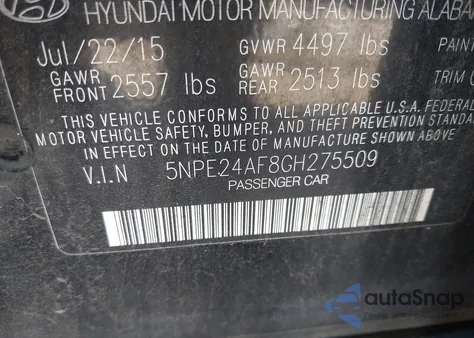 HYUNDAI MOTOR MANUFACTURING ALABA
Jul/22/15 GVWR 4497 lbs PAIN
GAWR FRONT 2557 lbs GAWR REAR 2513 lbs TRIM
THIS VEHICLE CONFORMS TO ALL APPLICABLE U.S.A. FEDERAL
MOTOR VEHICLE SAFETY, BUMPER, AND THEFT PREVENTION STANDA
IN EFFECT ON THE DATE OF MANUFACTURE SHOWN ABOVE.
V.I.N 5NPE24AF8GH275509
PASSENGER CAR
autoSnap